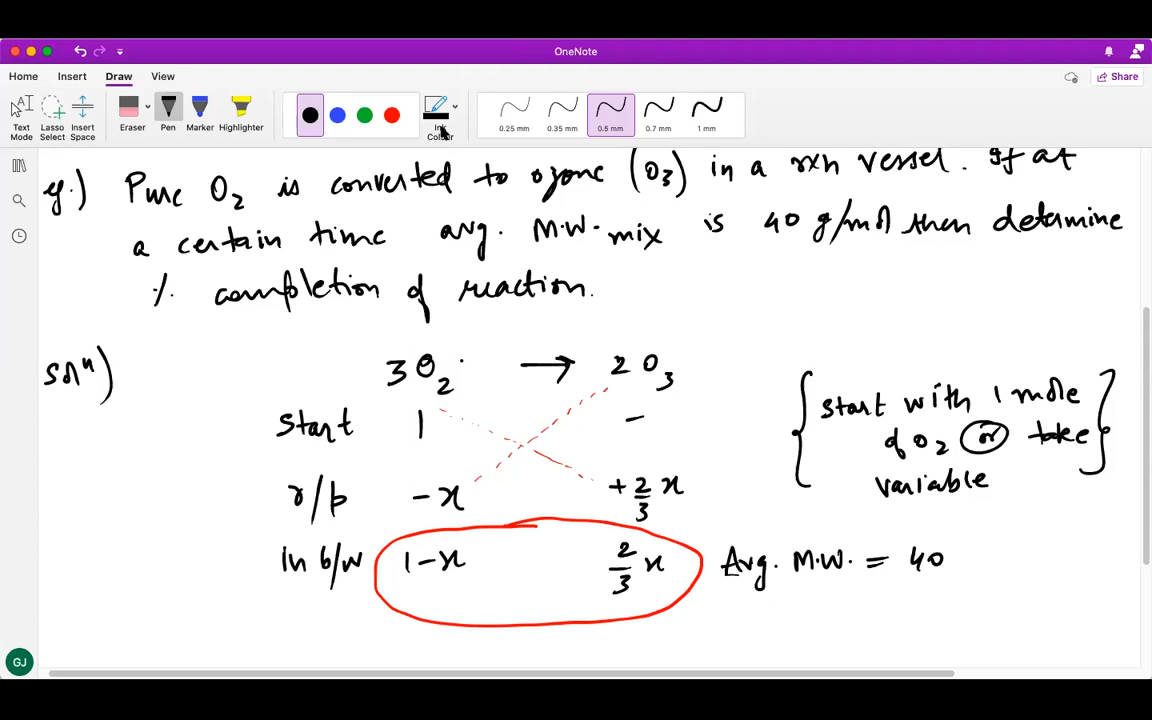 OneNote
Home Insert Draw View
Share
Text Mode
Lasso Select
Insert Space
Eraser
Pen
Marker
Highlighter
Ink Colour
0.25 mm
0.35 mm
0.5 mm
0.7 mm
1 mm
eg.) Pure O₂ is converted to ozone (O₃) in a rxn vessel. If at
a certain time avg. M.W. mix is 40 g/mol then determine
% completion of reaction.
Solⁿ) 3O₂ → 2O₃
start 1 –
{start with 1 mole
of O₂ (or) take
variable}
r/p -x +2/3 x
in b/w 1-x 2/3 x Avg. M.W. = 40
GJ